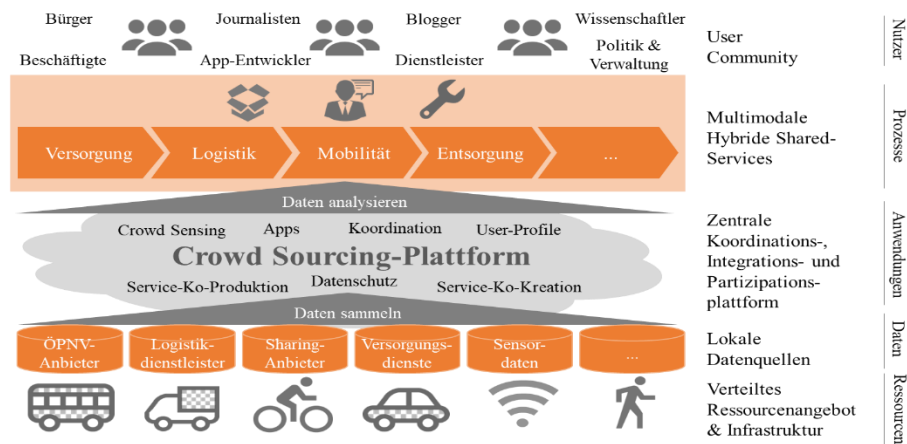 Bürger
Journalisten
Blogger
Wissenschaftler
Beschäftigte
App-Entwickler
Dienstleister
Politik &
Verwaltung
User
Community
Nutzer
Versorgung
Logistik
Mobilität
Entsorgung
...
Multimodale
Hybride Shared-
Services
Prozesse
Daten analysieren
Crowd Sensing
Apps
Koordination
User-Profile
Crowd Sourcing-Plattform
Service-Ko-Produktion
Datenschutz
Service-Ko-Kreation
Daten sammeln
Zentrale
Koordinations-,
Integrations- und
Partizipations-
plattform
Anwendungen
ÖPNV-
Anbieter
Logistik-
dienstleister
Sharing-
Anbieter
Versorgungs-
dienste
Sensor-
daten
...
Lokale
Datenquellen
Daten
Verteiltes
Ressourcenangebot
& Infrastruktur
Ressourcen